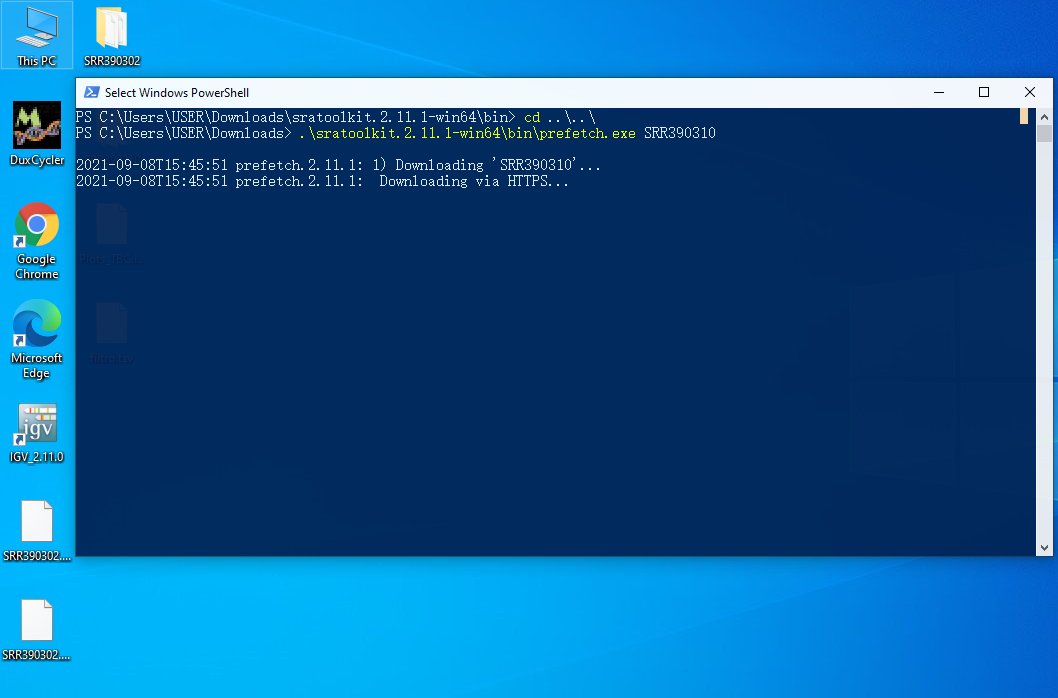 This PC
SRR390302
Select Windows PowerShell
PS C:\Users\USER\Downloads\sratoolkit.2.11.1-win64\bin> cd ..\..\
PS C:\Users\USER\Downloads> .\sratoolkit.2.11.1-win64\bin\prefetch.exe SRR390310
2021-09-08T15:45:51 prefetch.2.11.1: 1) Downloading 'SRR390310'...
2021-09-08T15:45:51 prefetch.2.11.1:  Downloading via HTTPS...
DuxCycler
Google
Chrome
Microsoft
Edge
igv
IGV_2.11.0
SRR390302....
SRR390302....